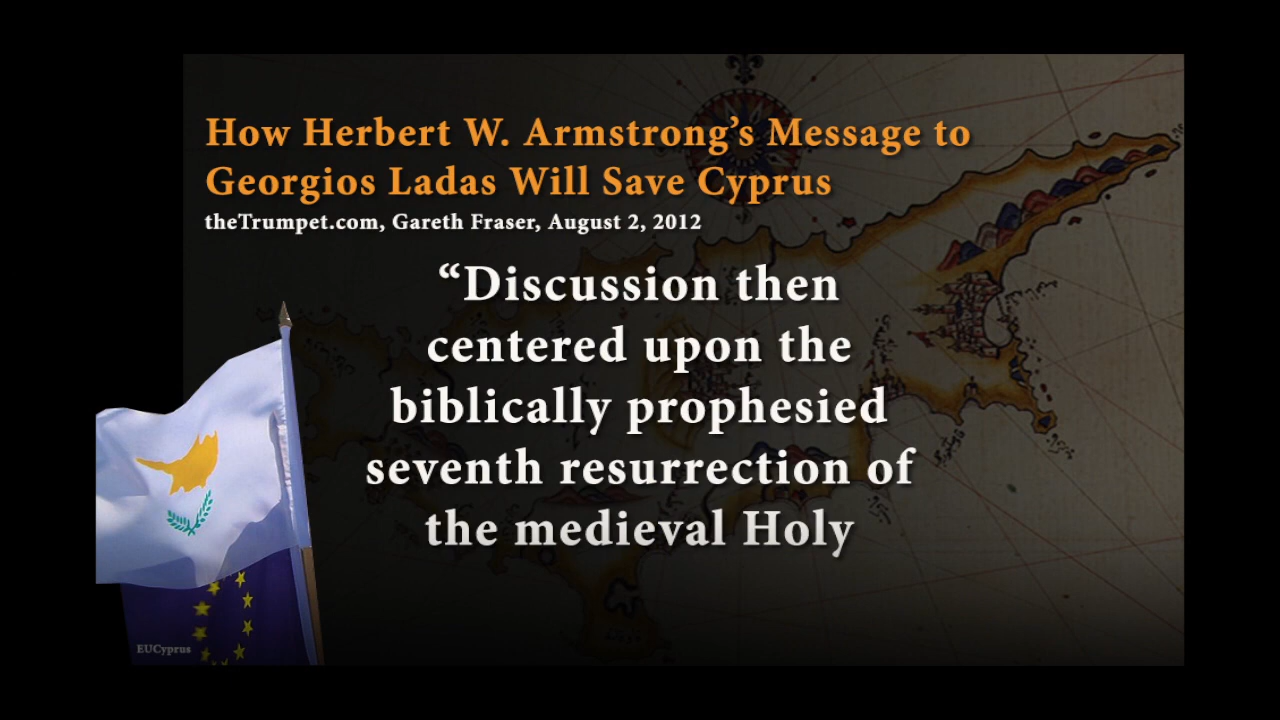 How Herbert W. Armstrong’s Message to
Georgios Ladas Will Save Cyprus
theTrumpet.com, Gareth Fraser, August 2, 2012
“Discussion then
centered upon the
biblically prophesied
seventh resurrection of
the medieval Holy
EUCyprus